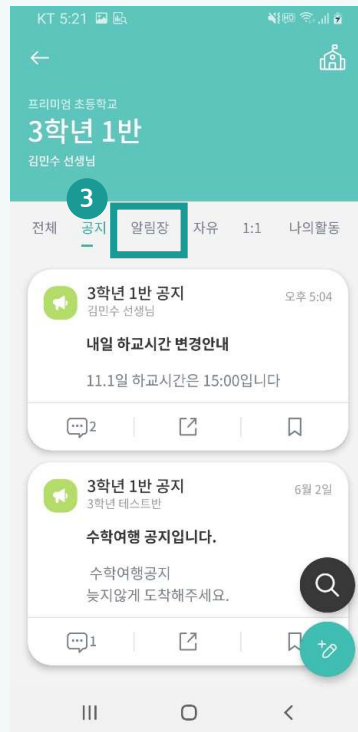 KT 5:21
프리미엄 초등학교
3학년 1반
김민수 선생님
3
전체 공지 알림장 자유 1:1 나의활동
3학년 1반 공지 오후 5:04
김민수 선생님
내일 하교시간 변경안내
11.1일 하교시간은 15:00입니다
2
3학년 1반 공지 6월 2일
3학년 테스트반
수학여행 공지입니다.
수학여행공지
늦지않게 도착해주세요.
1